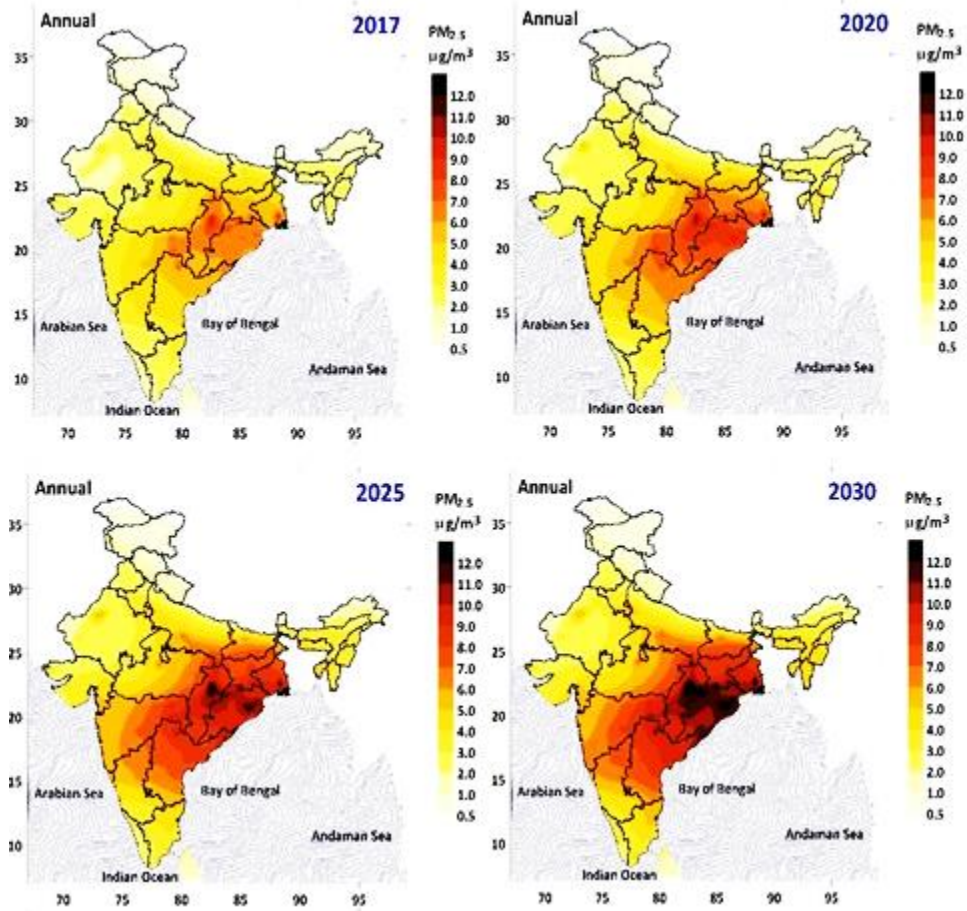 Annual 2017
PM2.5
µg/m³
35
30
25
20
15
10
12.0
11.0
10.0
9.0
8.0
7.0
6.0
5.0
4.0
3.0
2.0
1.0
0.5
Arabian Sea
Bay of Bengal
Andaman Sea
Indian Ocean
70 75 80 85 90 95
Annual 2020
PM2.5
µg/m³
35
30
25
20
15
10
12.0
11.0
10.0
9.0
8.0
7.0
6.0
5.0
4.0
3.0
2.0
1.0
0.5
Arabian Sea
Bay of Bengal
Andaman Sea
Indian Ocean
70 75 80 85 90 95
Annual 2025
PM2.5
µg/m³
35
30
25
20
15
10
12.0
11.0
10.0
9.0
8.0
7.0
6.0
5.0
4.0
3.0
2.0
1.0
0.5
Arabian Sea
Bay of Bengal
Andaman Sea
Indian Ocean
70 75 80 85 90 95
Annual 2030
PM2.5
µg/m³
35
30
25
20
15
10
12.0
11.0
10.0
9.0
8.0
7.0
6.0
5.0
4.0
3.0
2.0
1.0
0.5
Arabian Sea
Bay of Bengal
Andaman Sea
Indian Ocean
70 75 80 85 90 95